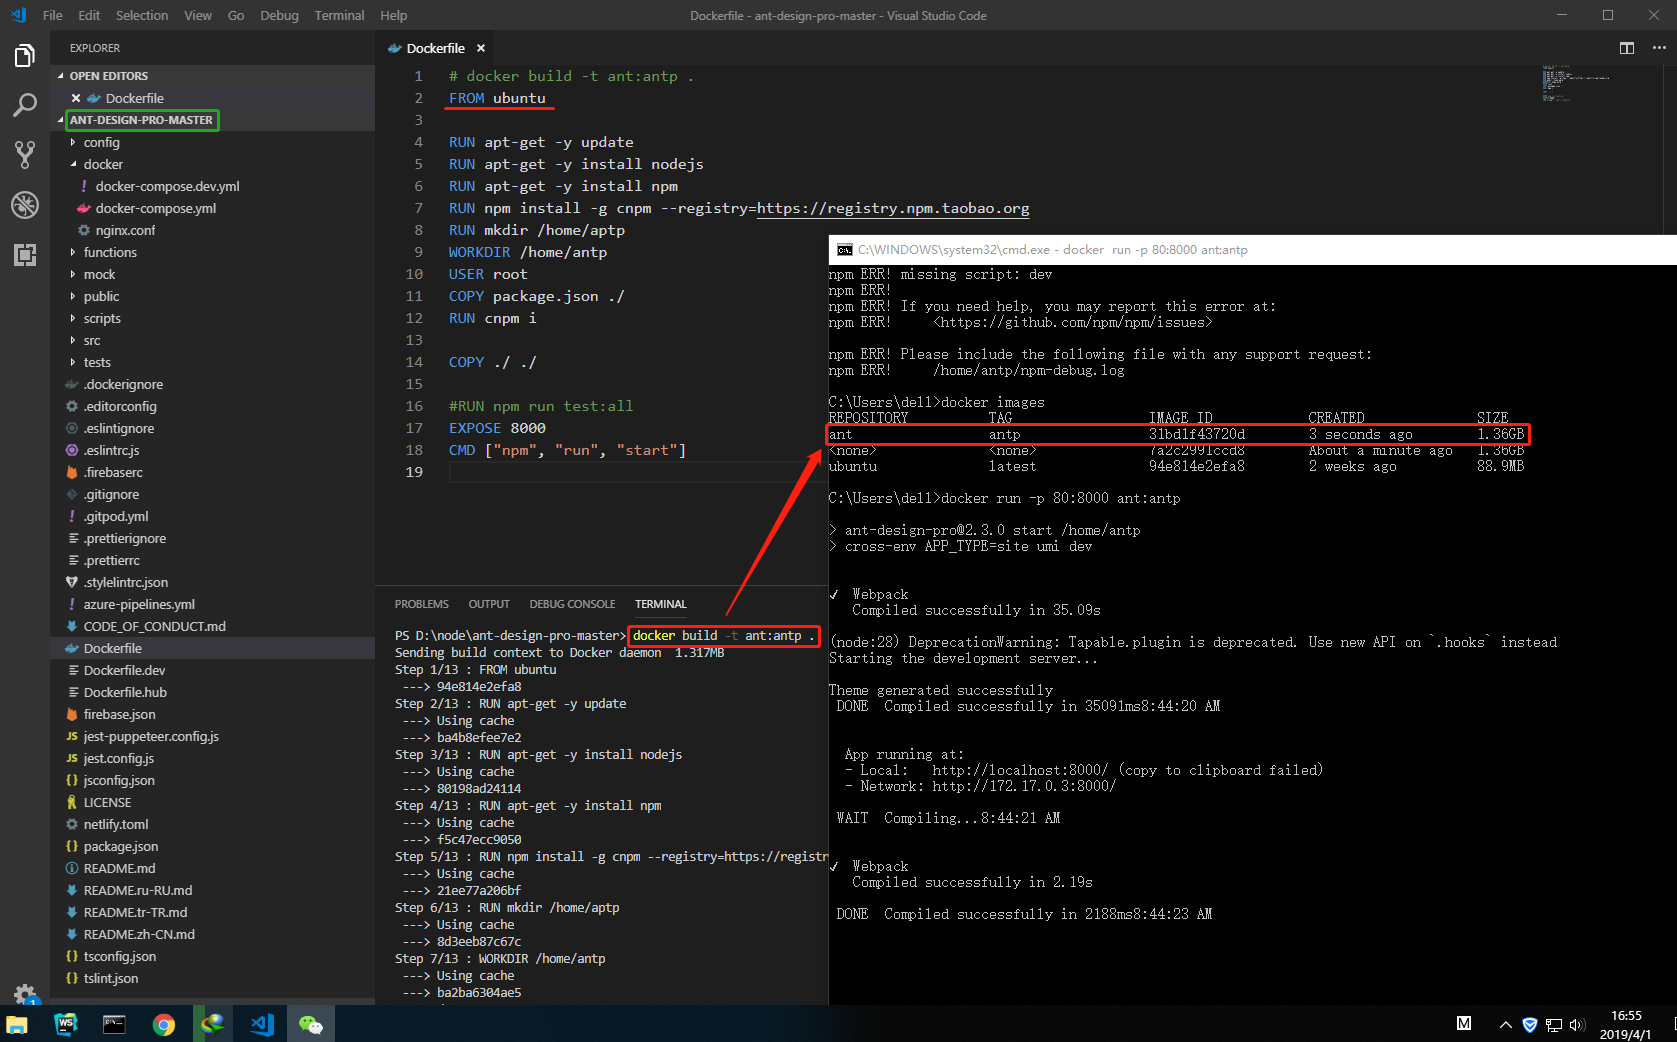 File Edit Selection View Go Debug Terminal Help
Dockerfile - ant-design-pro-master - Visual Studio Code
EXPLORER
OPEN EDITORS
Dockerfile
ANT-DESIGN-PRO-MASTER
config
docker
docker-compose.dev.yml
docker-compose.yml
nginx.conf
functions
mock
public
scripts
src
tests
.dockerignore
.editorconfig
.eslintignore
.eslintrc.js
.firebaserc
.gitignore
.gitpod.yml
.prettierignore
.prettierrc
.stylelintrc.json
azure-pipelines.yml
CODE_OF_CONDUCT.md
Dockerfile
Dockerfile.dev
Dockerfile.hub
firebase.json
jest-puppeteer.config.js
jest.config.js
jsconfig.json
LICENSE
netlify.toml
package.json
README.md
README.ru-RU.md
README.tr-TR.md
README.zh-CN.md
tsconfig.json
tslint.json
Dockerfile
1 # docker build -t ant:antp .
2 FROM ubuntu
3
4 RUN apt-get -y update
5 RUN apt-get -y install nodejs
6 RUN apt-get -y install npm
7 RUN npm install -g cnpm --registry=https://registry.npm.taobao.org
8 RUN mkdir /home/aptp
9 WORKDIR /home/antp
10 USER root
11 COPY package.json ./
12 RUN cnpm i
13
14 COPY ./ ./
15
16 #RUN npm run test:all
17 EXPOSE 8000
18 CMD ["npm", "run", "start"]
19
PROBLEMS OUTPUT DEBUG CONSOLE TERMINAL
PS D:\node\ant-design-pro-master> docker build -t ant:antp .
Sending build context to Docker daemon 1.317MB
Step 1/13 : FROM ubuntu
---> 94e814e2efa8
Step 2/13 : RUN apt-get -y update
---> Using cache
---> ba4b8efee7e2
Step 3/13 : RUN apt-get -y install nodejs
---> Using cache
---> 80198ad24114
Step 4/13 : RUN apt-get -y install npm
---> Using cache
---> f5c47ecc9050
Step 5/13 : RUN npm install -g cnpm --registry=https://registr
---> Using cache
---> 21ee77a206bf
Step 6/13 : RUN mkdir /home/aptp
---> Using cache
---> 8d3eeb87c67c
Step 7/13 : WORKDIR /home/antp
---> Using cache
---> ba2ba6304ae5
C:\WINDOWS\system32\cmd.exe - docker run -p 80:8000 ant:antp
npm ERR! missing script: dev
npm ERR!
npm ERR! If you need help, you may report this error at:
npm ERR! <https://github.com/npm/npm/issues>
npm ERR! Please include the following file with any support request:
npm ERR! /home/antp/npm-debug.log
C:\Users\dell>docker images
REPOSITORY TAG IMAGE ID CREATED SIZE
ant antp 31bd1f43720d 3 seconds ago 1.36GB
<none> <none> 7a2c2991ccd8 About a minute ago 1.36GB
ubuntu latest 94e814e2efa8 2 weeks ago 88.9MB
C:\Users\dell>docker run -p 80:8000 ant:antp
> ant-design-pro@2.3.0 start /home/antp
> cross-env APP_TYPE=site umi dev
√ Webpack
Compiled successfully in 35.09s
(node:28) DeprecationWarning: Tapable.plugin is deprecated. Use new API on `.hooks` instead
Starting the development server...
Theme generated successfully
DONE Compiled successfully in 35091ms8:44:20 AM
App running at:
- Local: http://localhost:8000/ (copy to clipboard failed)
- Network: http://172.17.0.3:8000/
WAIT Compiling...8:44:21 AM
√ Webpack
Compiled successfully in 2.19s
DONE Compiled successfully in 2188ms8:44:23 AM
1
WS
M
16:55
2019/4/1